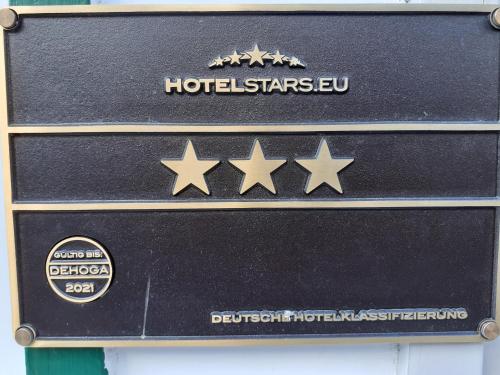 HOTELSTARS.EU
GÜLTIG BIS:
DEHOGA
2021
DEUTSCHE HOTELKLASSIFIZIERUNG